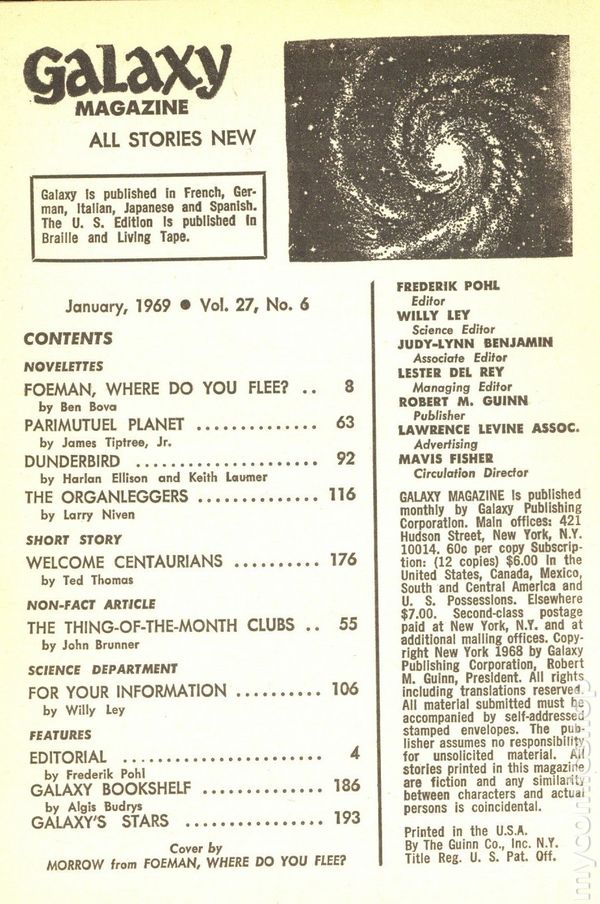 Galaxy
MAGAZINE
ALL STORIES NEW
Galaxy is published in French, Ger-
man, Italian, Japanese and Spanish.
The U. S. Edition is published in
Braille and Living Tape.
January, 1969 ● Vol. 27, No. 6
CONTENTS
NOVELETTES
FOEMAN, WHERE DO YOU FLEE? .. 8
by Ben Bova
PARIMUTUEL PLANET .............. 63
by James Tiptree, Jr.
DUNDERBIRD .................... 92
by Harlan Ellison and Keith Laumer
THE ORGANLEGGERS ............. 116
by Larry Niven
SHORT STORY
WELCOME CENTAURIANS .......... 176
by Ted Thomas
NON-FACT ARTICLE
THE THING-OF-THE-MONTH CLUBS .. 55
by John Brunner
SCIENCE DEPARTMENT
FOR YOUR INFORMATION .......... 106
by Willy Ley
FEATURES
EDITORIAL ...................... 4
by Frederik Pohl
GALAXY BOOKSHELF ............. 186
by Algis Budrys
GALAXY'S STARS ................ 193
Cover by
MORROW from FOEMAN, WHERE DO YOU FLEE?
FREDERIK POHL
Editor
WILLY LEY
Science Editor
JUDY-LYNN BENJAMIN
Associate Editor
LESTER DEL REY
Managing Editor
ROBERT M. GUINN
Publisher
LAWRENCE LEVINE ASSOC.
Advertising
MAVIS FISHER
Circulation Director
GALAXY MAGAZINE is published
monthly by Galaxy Publishing
Corporation. Main offices: 421
Hudson Street, New York, N.Y.
10014. 60c per copy Subscrip-
tion: (12 copies) $6.00 in the
United States, Canada, Mexico,
South and Central America and
U. S. Possessions. Elsewhere
$7.00. Second-class postage
paid at New York, N.Y. and at
additional mailing offices. Copy-
right New York 1968 by Galaxy
Publishing Corporation, Robert
M. Guinn, President. All rights
including translations reserved.
All material submitted must be
accompanied by self-addressed
stamped envelopes. The pub-
lisher assumes no responsibility
for unsolicited material. All
stories printed in this magazine
are fiction and any similarity
between characters and actual
persons is coincidental.
Printed in the U.S.A.
By The Guinn Co., Inc. N.Y.
Title Reg. U. S. Pat. Off.
mycomicshop